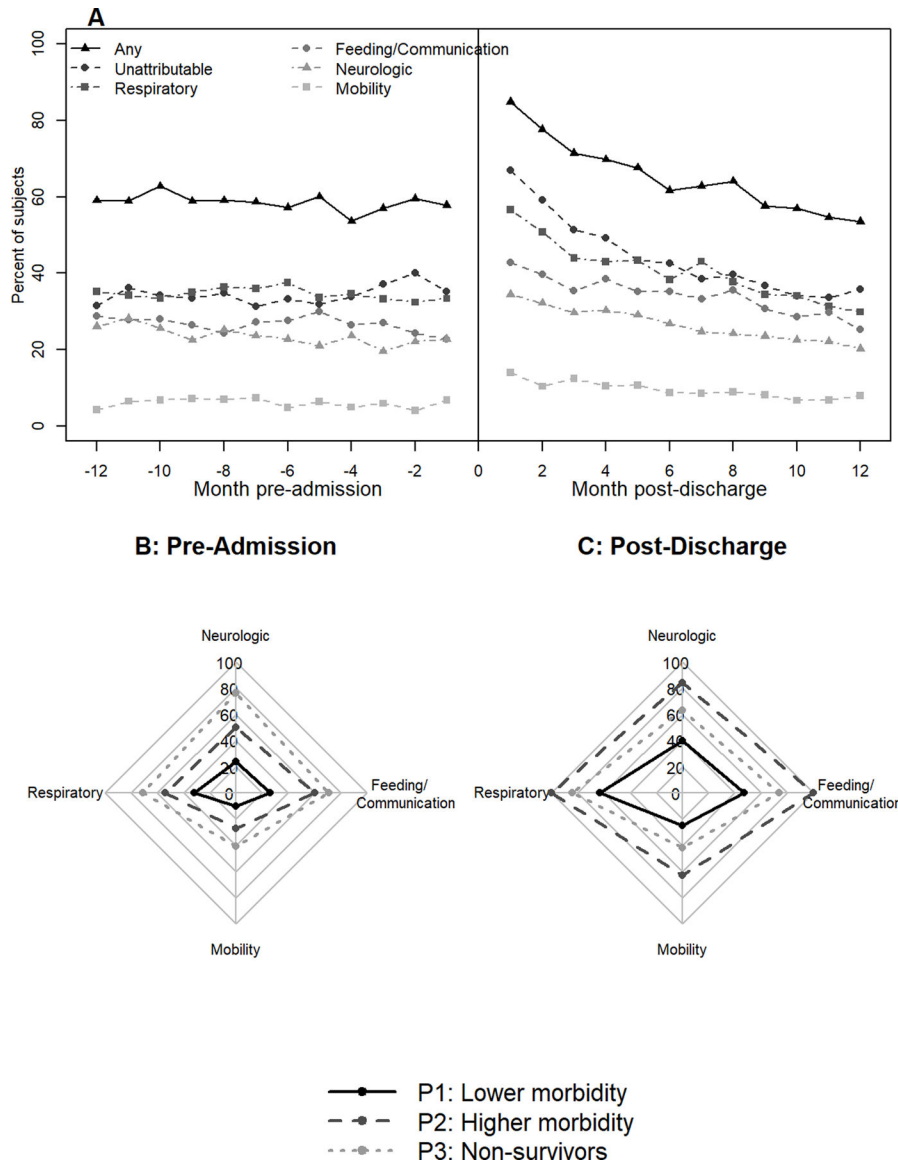 A
100
80
60
40
20
0
Percent of subjects
Any
Unattributable
Respiratory
Feeding/Communication
Neurologic
Mobility
-12 -10 -8 -6 -4 -2 0 2 4 6 8 10 12
Month pre-admission
Month post-discharge
B: Pre-Admission
C: Post-Discharge
Neurologic
100
80
60
40
20
0
Respiratory
Feeding/
Communication
Mobility
Neurologic
100
80
60
40
20
0
Respiratory
Feeding/
Communication
Mobility
P1: Lower morbidity
P2: Higher morbidity
P3: Non-survivors